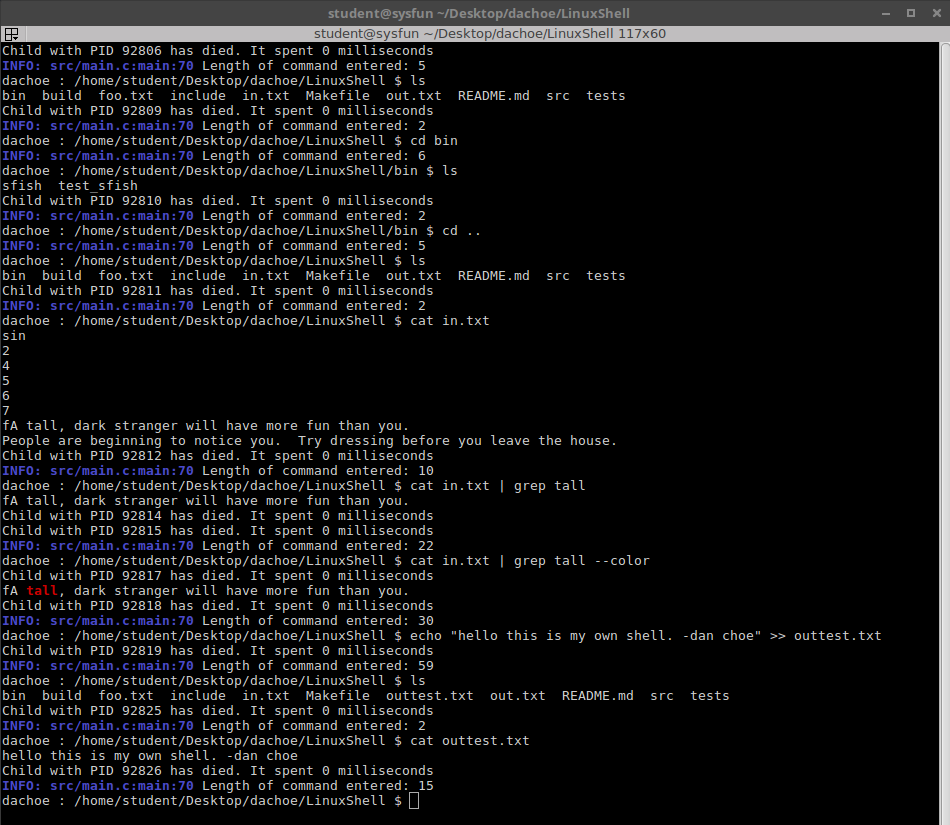 student@sysfun ~/Desktop/dachoe/LinuxShell
student@sysfun ~/Desktop/dachoe/LinuxShell 117x60
Child with PID 92806 has died. It spent 0 milliseconds
INFO: src/main.c:main:70 Length of command entered: 5
dachoe : /home/student/Desktop/dachoe/LinuxShell $ ls
bin  build  foo.txt  include  in.txt  Makefile  out.txt  README.md  src  tests
Child with PID 92809 has died. It spent 0 milliseconds
INFO: src/main.c:main:70 Length of command entered: 2
dachoe : /home/student/Desktop/dachoe/LinuxShell $ cd bin
INFO: src/main.c:main:70 Length of command entered: 6
dachoe : /home/student/Desktop/dachoe/LinuxShell/bin $ ls
sfish  test_sfish
Child with PID 92810 has died. It spent 0 milliseconds
INFO: src/main.c:main:70 Length of command entered: 2
dachoe : /home/student/Desktop/dachoe/LinuxShell/bin $ cd ..
INFO: src/main.c:main:70 Length of command entered: 5
dachoe : /home/student/Desktop/dachoe/LinuxShell $ ls
bin  build  foo.txt  include  in.txt  Makefile  out.txt  README.md  src  tests
Child with PID 92811 has died. It spent 0 milliseconds
INFO: src/main.c:main:70 Length of command entered: 2
dachoe : /home/student/Desktop/dachoe/LinuxShell $ cat in.txt
sin
2
4
5
6
7
fA tall, dark stranger will have more fun than you.
People are beginning to notice you.  Try dressing before you leave the house.
Child with PID 92812 has died. It spent 0 milliseconds
INFO: src/main.c:main:70 Length of command entered: 10
dachoe : /home/student/Desktop/dachoe/LinuxShell $ cat in.txt | grep tall
fA tall, dark stranger will have more fun than you.
Child with PID 92814 has died. It spent 0 milliseconds
Child with PID 92815 has died. It spent 0 milliseconds
INFO: src/main.c:main:70 Length of command entered: 22
dachoe : /home/student/Desktop/dachoe/LinuxShell $ cat in.txt | grep tall --color
Child with PID 92817 has died. It spent 0 milliseconds
fA tall, dark stranger will have more fun than you.
Child with PID 92818 has died. It spent 0 milliseconds
INFO: src/main.c:main:70 Length of command entered: 30
dachoe : /home/student/Desktop/dachoe/LinuxShell $ echo "hello this is my own shell. -dan choe" >> outtest.txt
Child with PID 92819 has died. It spent 0 milliseconds
INFO: src/main.c:main:70 Length of command entered: 59
dachoe : /home/student/Desktop/dachoe/LinuxShell $ ls
bin  build  foo.txt  include  in.txt  Makefile  outtest.txt  out.txt  README.md  src  tests
Child with PID 92825 has died. It spent 0 milliseconds
INFO: src/main.c:main:70 Length of command entered: 2
dachoe : /home/student/Desktop/dachoe/LinuxShell $ cat outtest.txt
hello this is my own shell. -dan choe
Child with PID 92826 has died. It spent 0 milliseconds
INFO: src/main.c:main:70 Length of command entered: 15
dachoe : /home/student/Desktop/dachoe/LinuxShell $